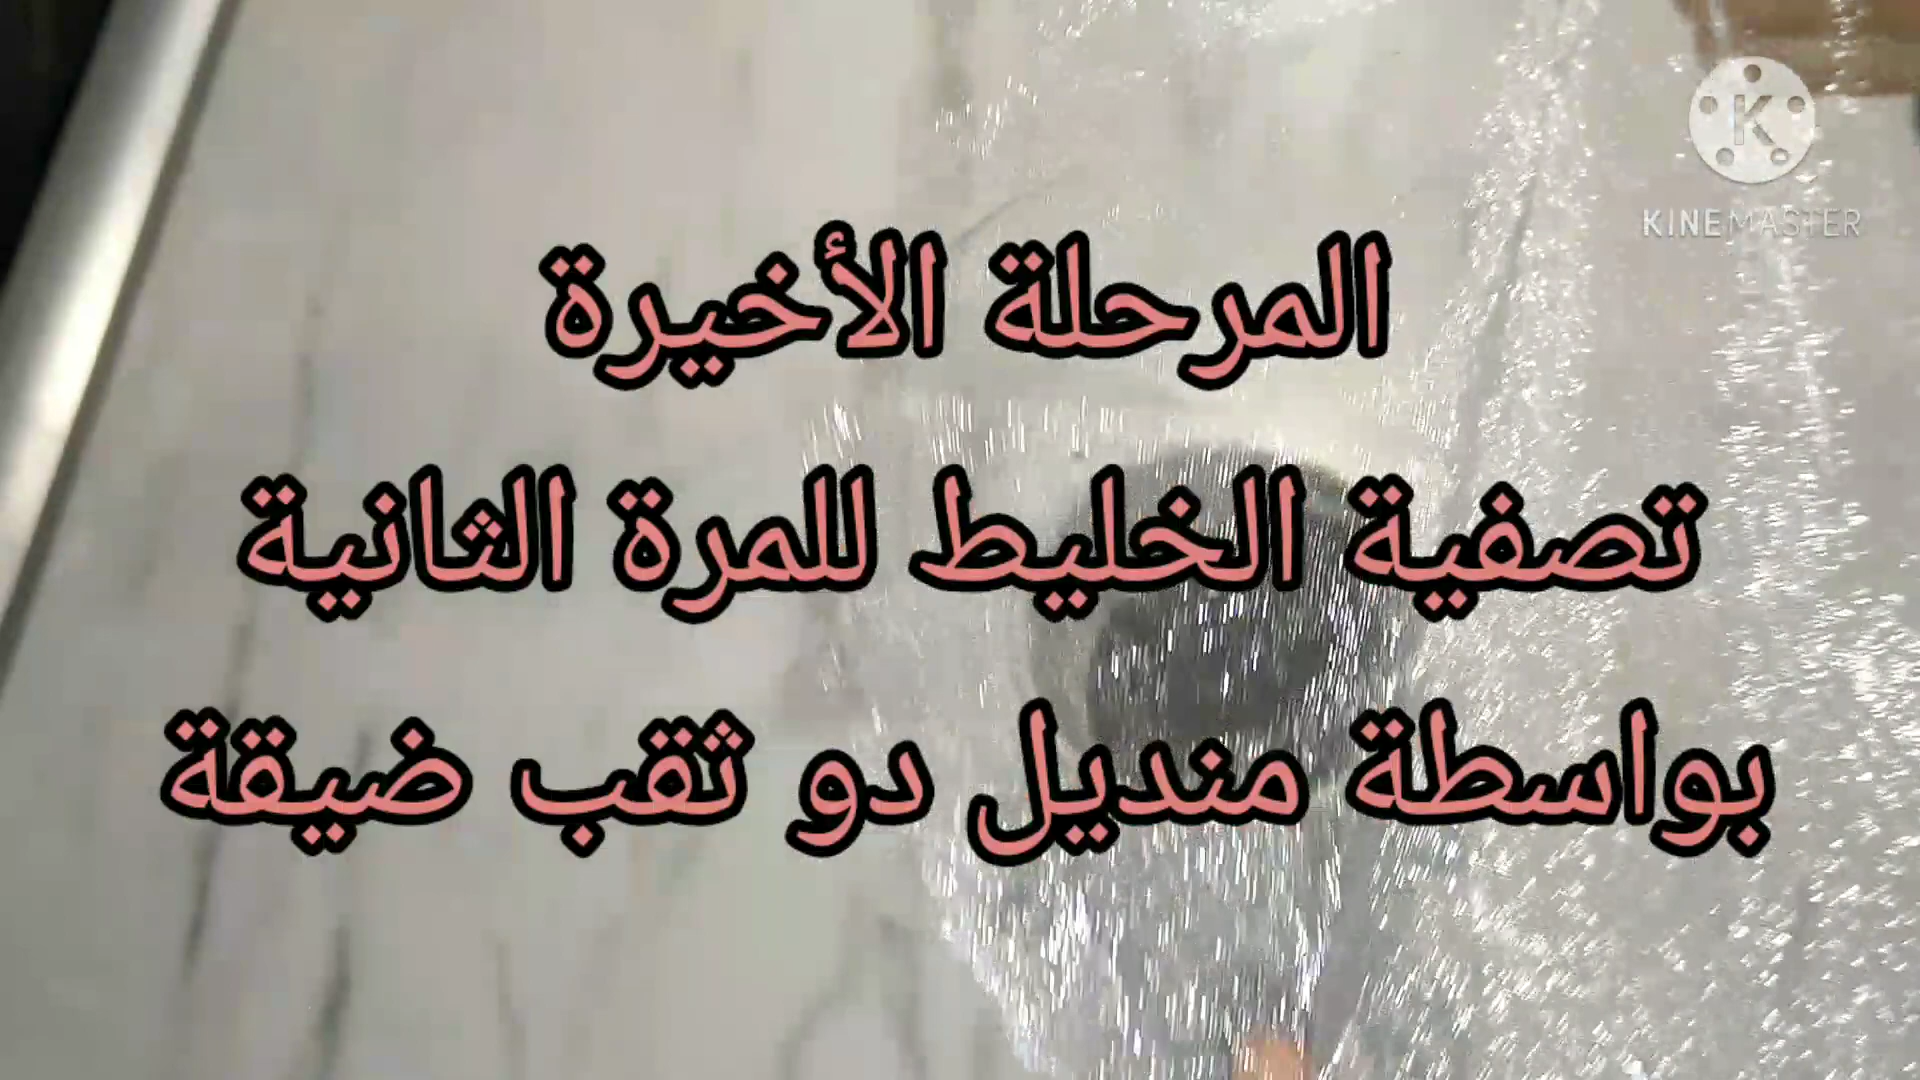 KINEMASTER
المرحلة الأخيرة
تصفية الخليط للمرة الثانية
بواسطة منديل دو ثقب ضيقة